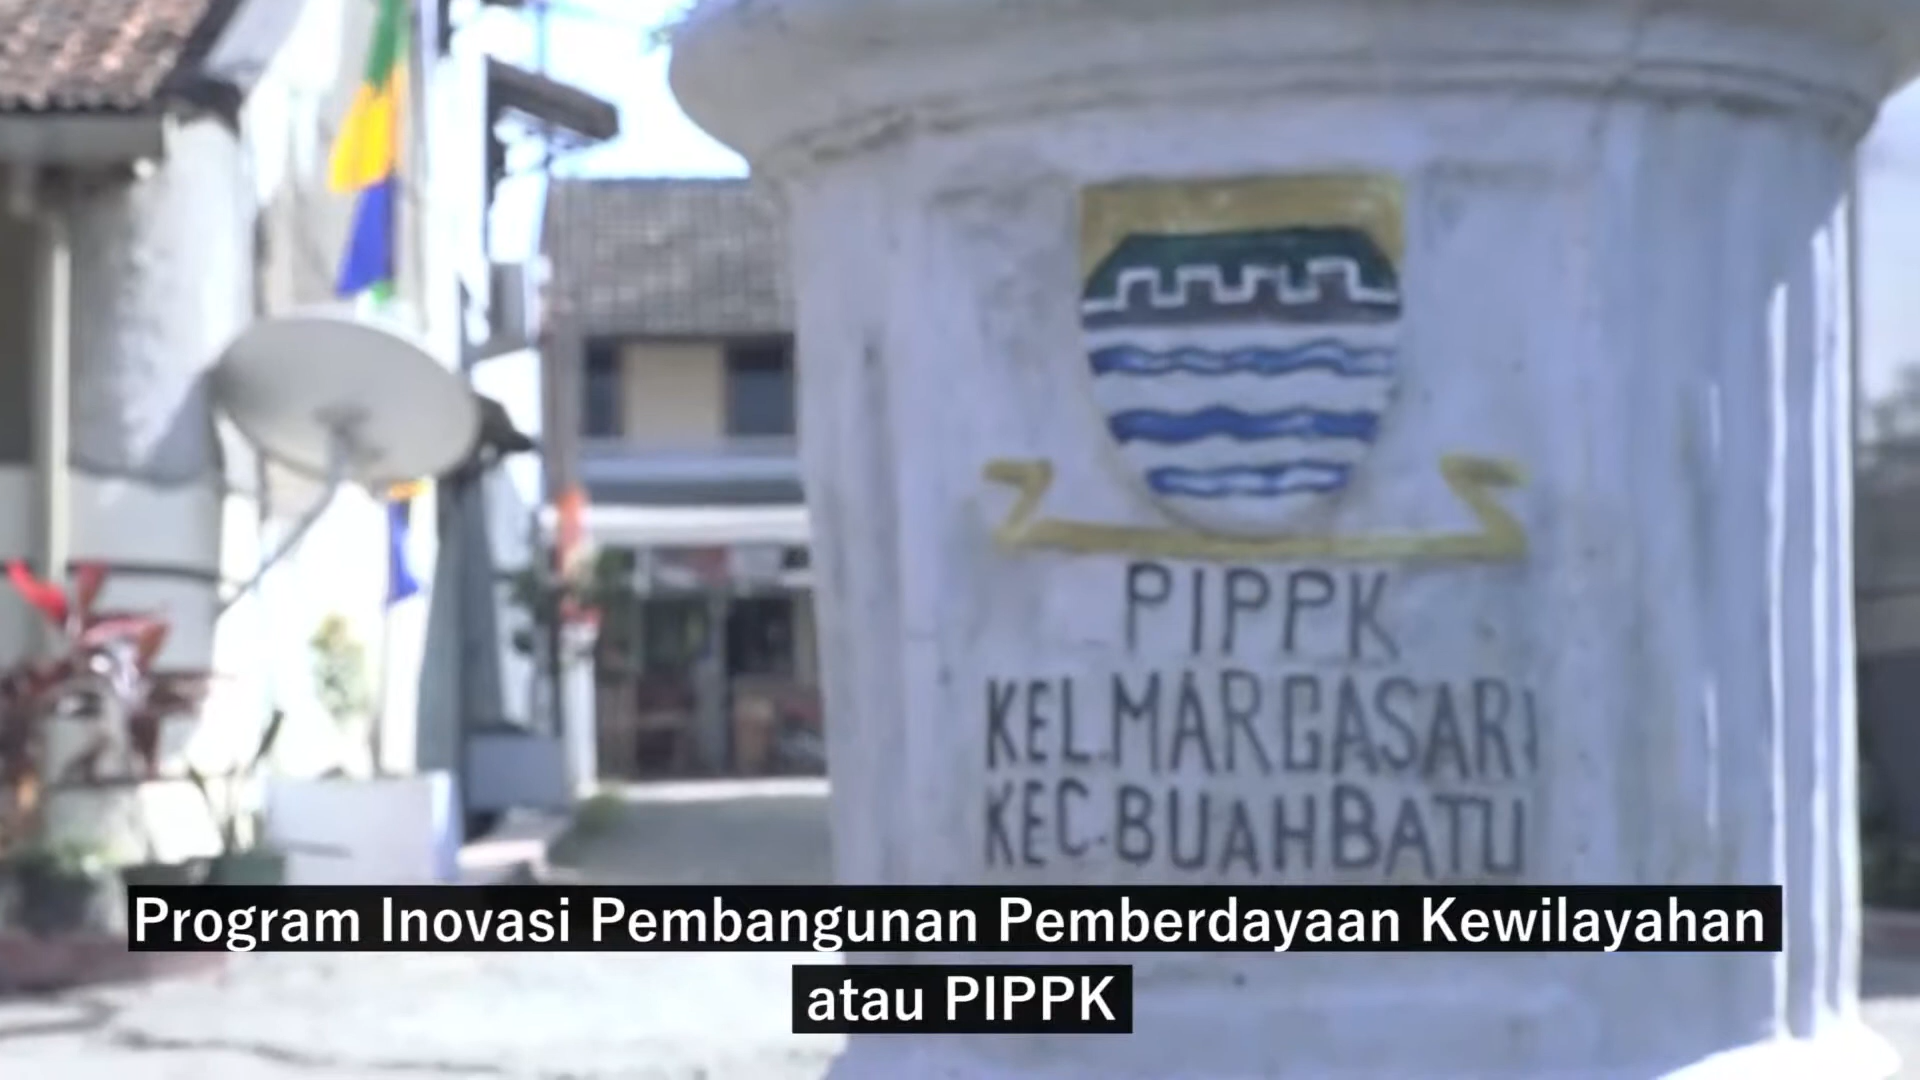 PIPPK
KEL.MARGASARI
KEC.BUAHBATU
Program Inovasi Pembangunan Pemberdayaan Kewilayahan
atau PIPPK